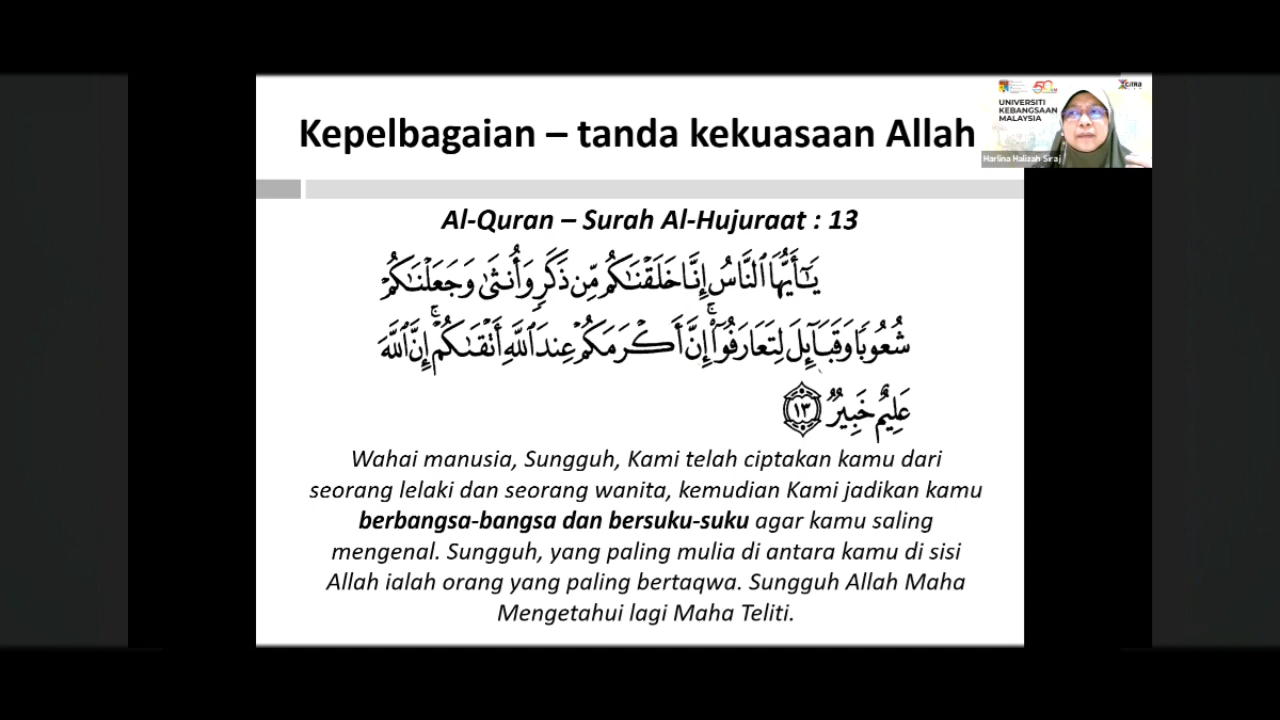 Kepelbagaian – tanda kekuasaan Allah
UNIVERSITI
KEBANGSAAN
MALAYSIA
Harlina Halizah Siraj
Al-Quran – Surah Al-Hujuraat : 13
يَـٰٓأَيُّهَا ٱلنَّاسُ إِنَّا خَلَقْنَـٰكُم مِّن ذَكَرٍ وَأُنثَىٰ وَجَعَلْنَـٰكُمْ
شُعُوبًا وَقَبَآئِلَ لِتَعَارَفُوٓا۟ ۚ إِنَّ أَكْرَمَكُمْ عِندَ ٱللَّهِ أَتْقَىٰكُمْ ۚ إِنَّ ٱللَّهَ
عَلِيمٌ خَبِيرٌ ١٣
Wahai manusia, Sungguh, Kami telah ciptakan kamu dari
seorang lelaki dan seorang wanita, kemudian Kami jadikan kamu
berbangsa-bangsa dan bersuku-suku agar kamu saling
mengenal. Sungguh, yang paling mulia di antara kamu di sisi
Allah ialah orang yang paling bertaqwa. Sungguh Allah Maha
Mengetahui lagi Maha Teliti.